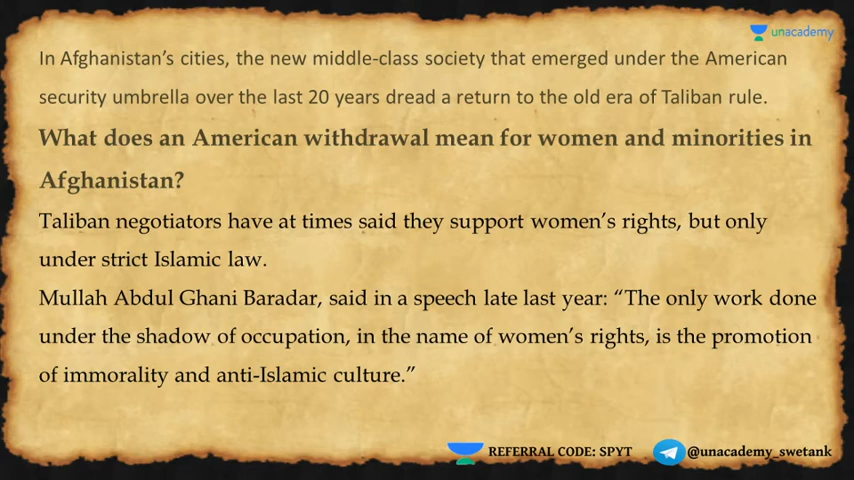 unacademy
In Afghanistan’s cities, the new middle-class society that emerged under the American
security umbrella over the last 20 years dread a return to the old era of Taliban rule.
What does an American withdrawal mean for women and minorities in
Afghanistan?
Taliban negotiators have at times said they support women’s rights, but only
under strict Islamic law.
Mullah Abdul Ghani Baradar, said in a speech late last year: “The only work done
under the shadow of occupation, in the name of women’s rights, is the promotion
of immorality and anti-Islamic culture.”
REFERRAL CODE: SPYT @unacademy_swetank